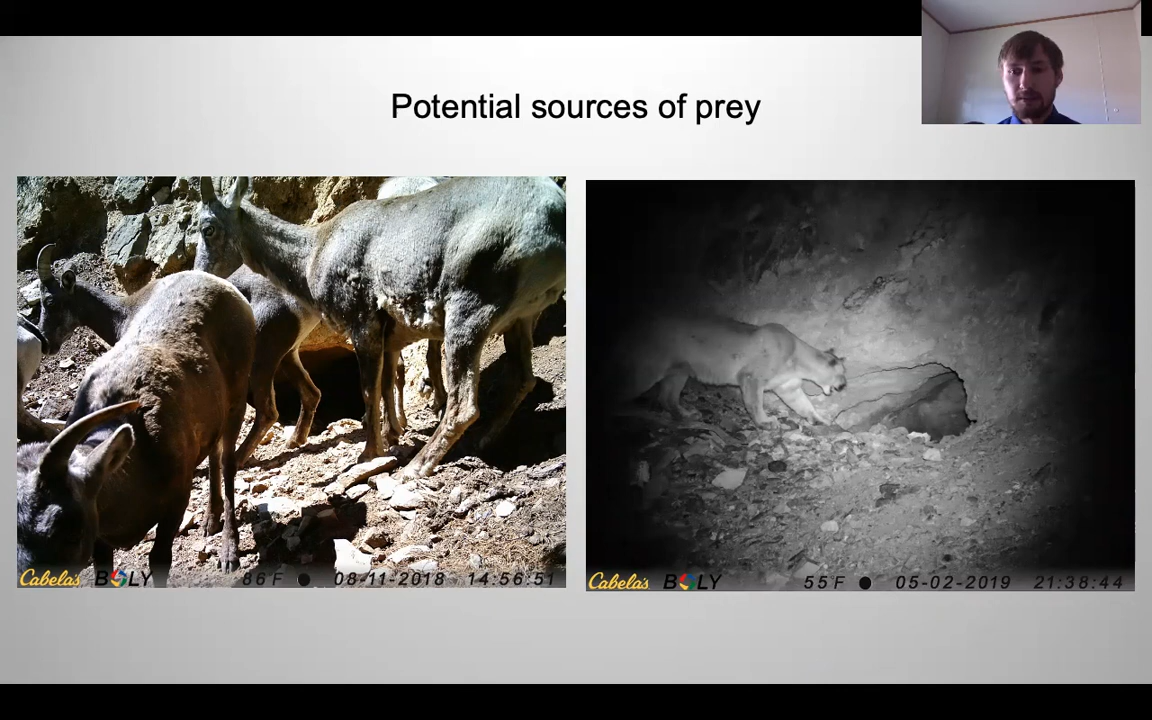 Potential sources of prey
Cabela's BOLY 86F 08-11-2018 14:56:51
Cabela's BOLY 55F 05-02-2019 21:38:44